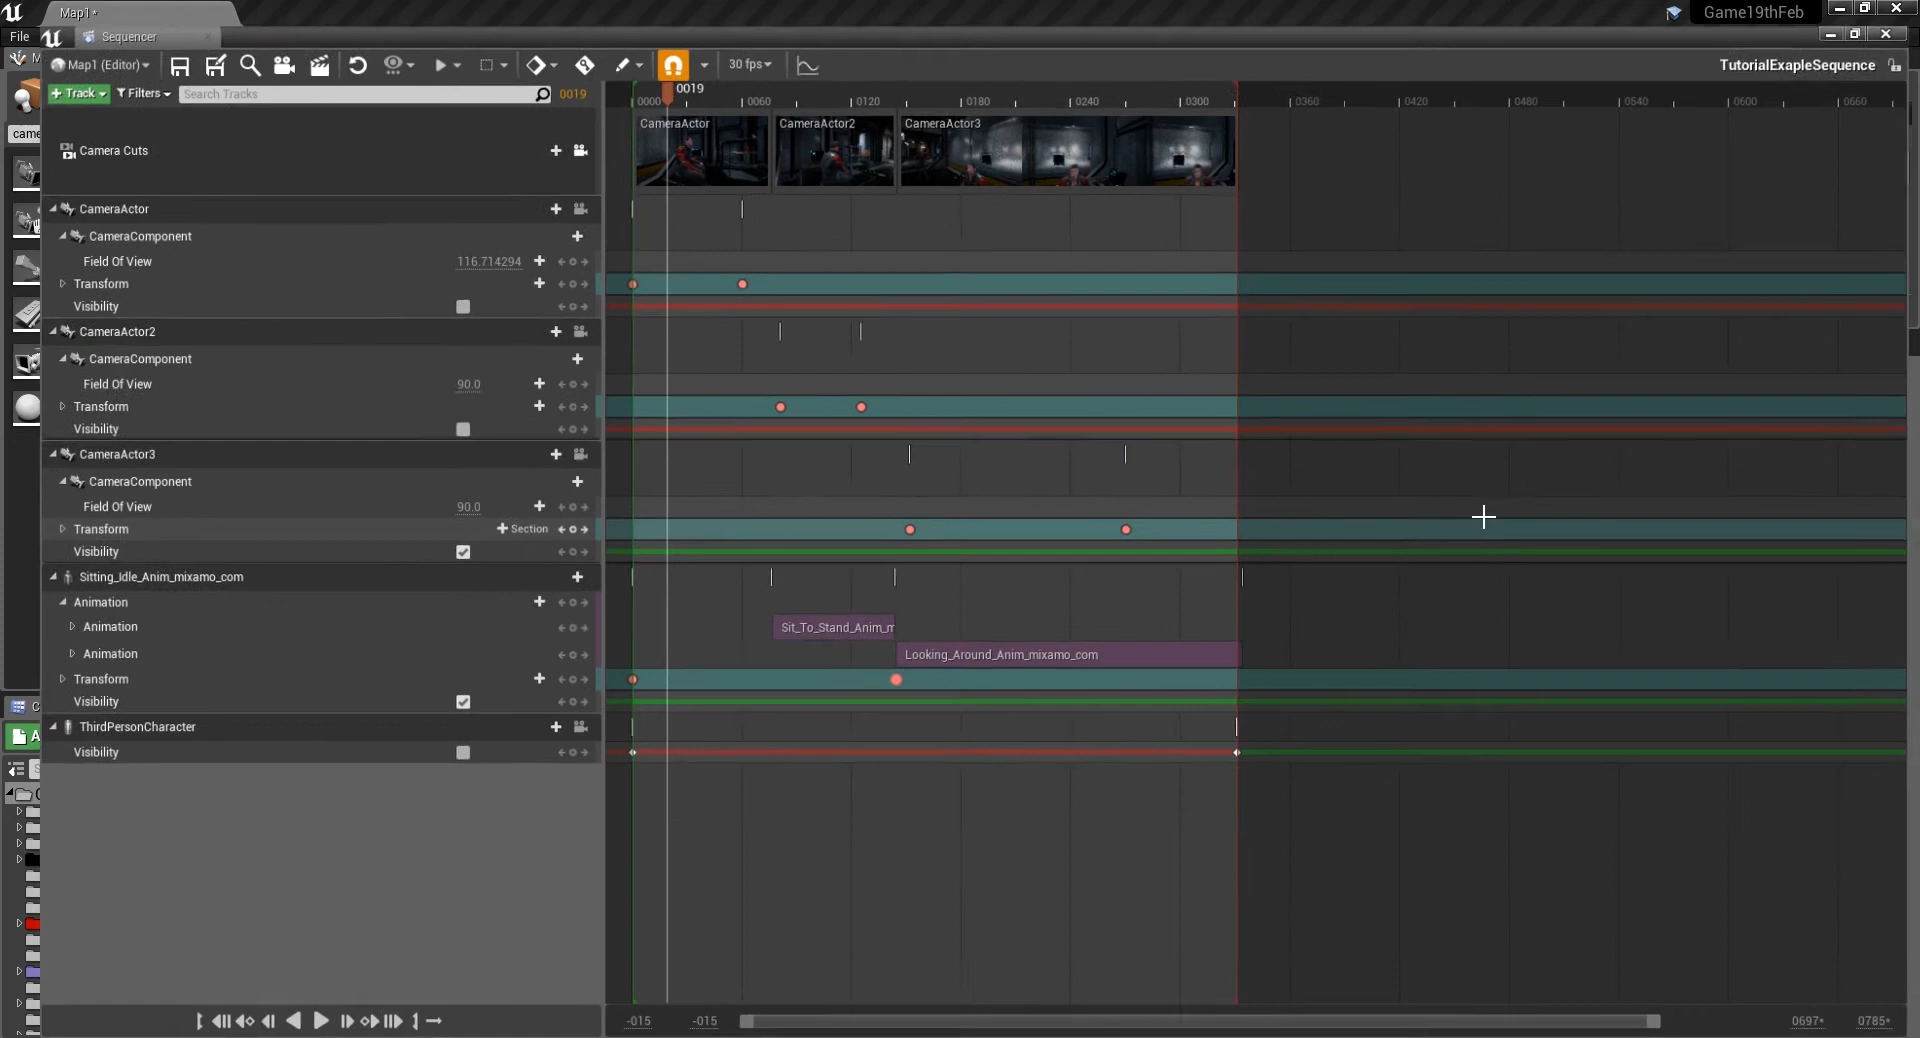 Map1*
Game19thFeb
File
Sequencer
M
Map1 (Editor)
30 fps
TutorialExapleSequence
+ Track
Filters
Search Tracks
0019
0019
0000
0060
0120
0180
0240
0300
0360
0420
0480
0540
0600
0660
came
Camera Cuts
CameraActor
CameraActor2
CameraActor3
CameraActor
CameraComponent
Field Of View
116.714294
Transform
Visibility
CameraActor2
CameraComponent
Field Of View
90.0
Transform
Visibility
CameraActor3
CameraComponent
Field Of View
90.0
Transform
+ Section
Visibility
Sitting_Idle_Anim_mixamo_com
Animation
Animation
Sit_To_Stand_Anim_m
Animation
Looking_Around_Anim_mixamo_com
Transform
Visibility
C
ThirdPersonCharacter
A
Visibility
S
C
-015
-015
0697*
0785*